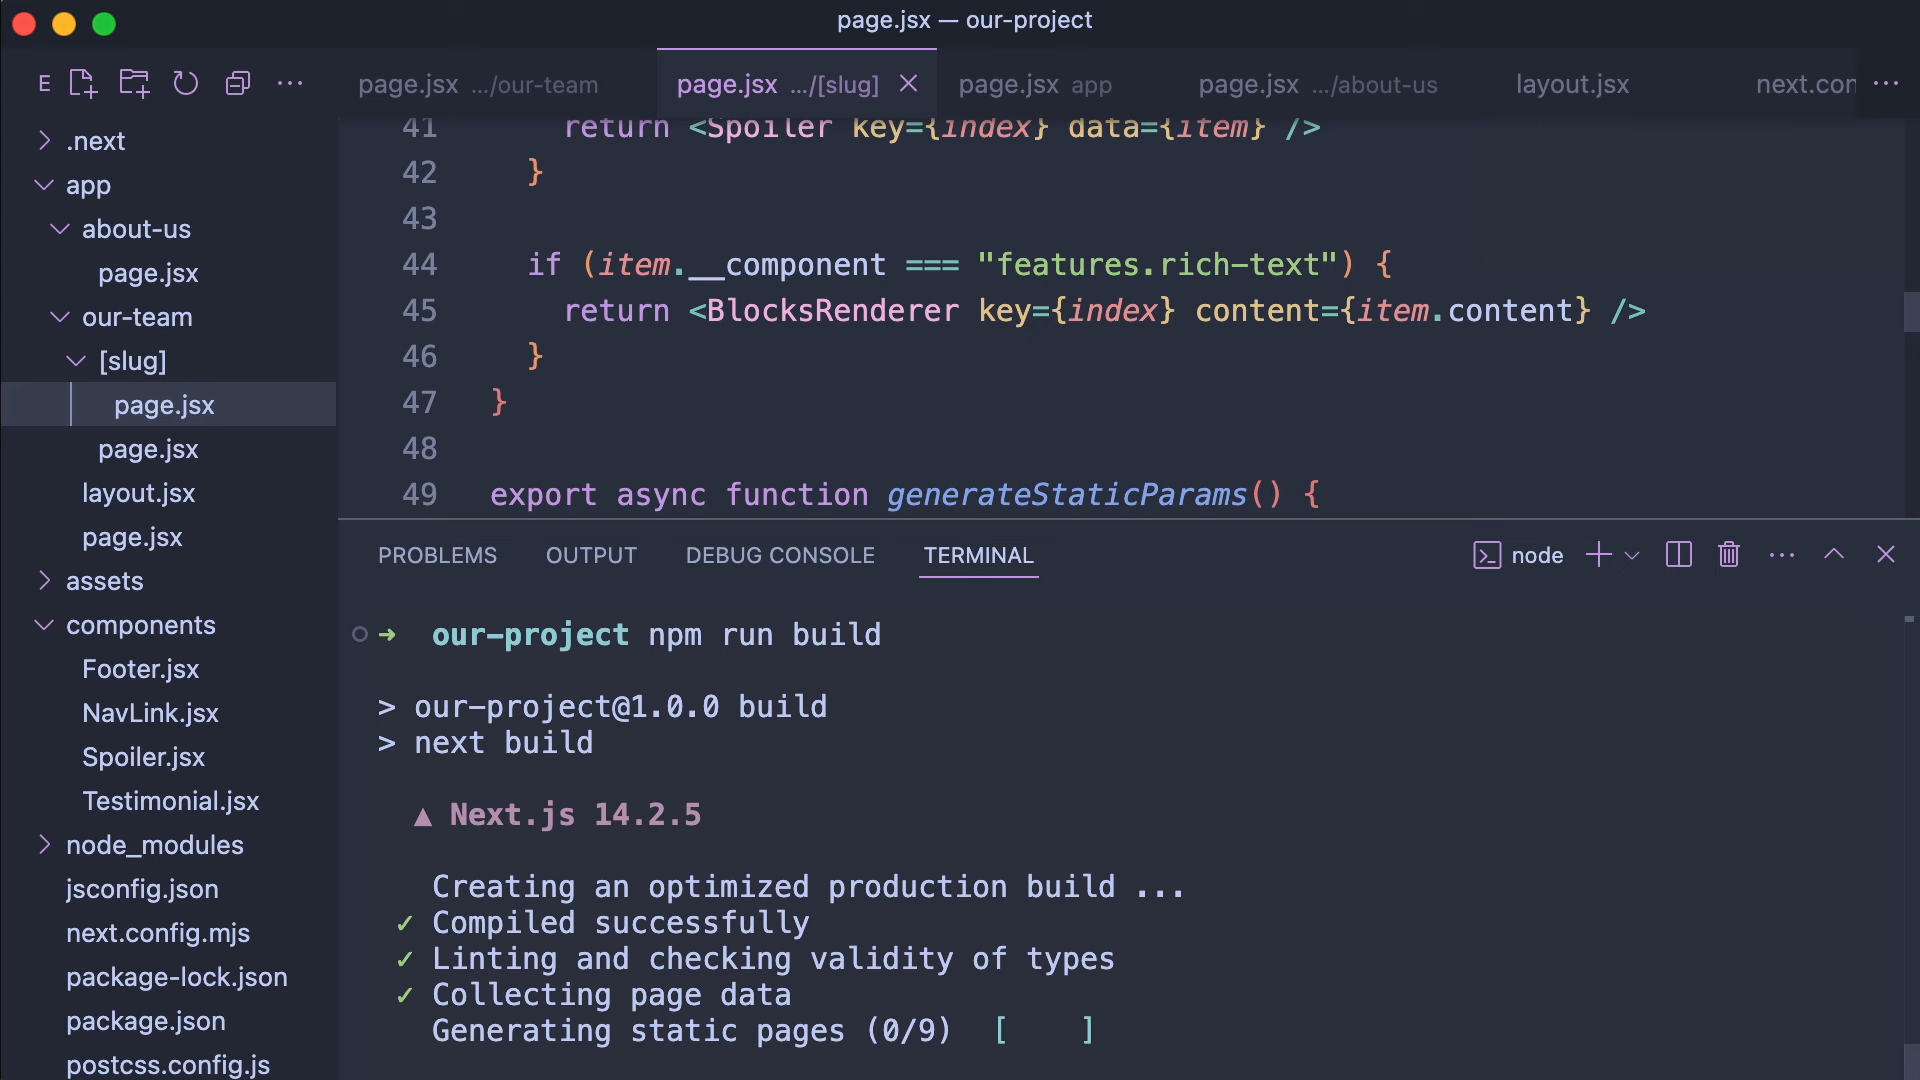 page.jsx — our-project
E
page.jsx .../our-team
page.jsx .../[slug]
page.jsx app
page.jsx .../about-us
layout.jsx
next.con
.next
app
about-us
page.jsx
our-team
[slug]
page.jsx
page.jsx
layout.jsx
page.jsx
assets
components
Footer.jsx
NavLink.jsx
Spoiler.jsx
Testimonial.jsx
node_modules
jsconfig.json
next.config.mjs
package-lock.json
package.json
postcss.config.js
41 return <Spoiler key={index} data={item} />
42 }
43
44 if (item.__component === "features.rich-text") {
45 return <BlocksRenderer key={index} content={item.content} />
46 }
47 }
48
49 export async function generateStaticParams() {
PROBLEMS OUTPUT DEBUG CONSOLE TERMINAL node
➜ our-project npm run build
> our-project@1.0.0 build
> next build
▲ Next.js 14.2.5
Creating an optimized production build ...
✓ Compiled successfully
✓ Linting and checking validity of types
✓ Collecting page data
Generating static pages (0/9) [    ]